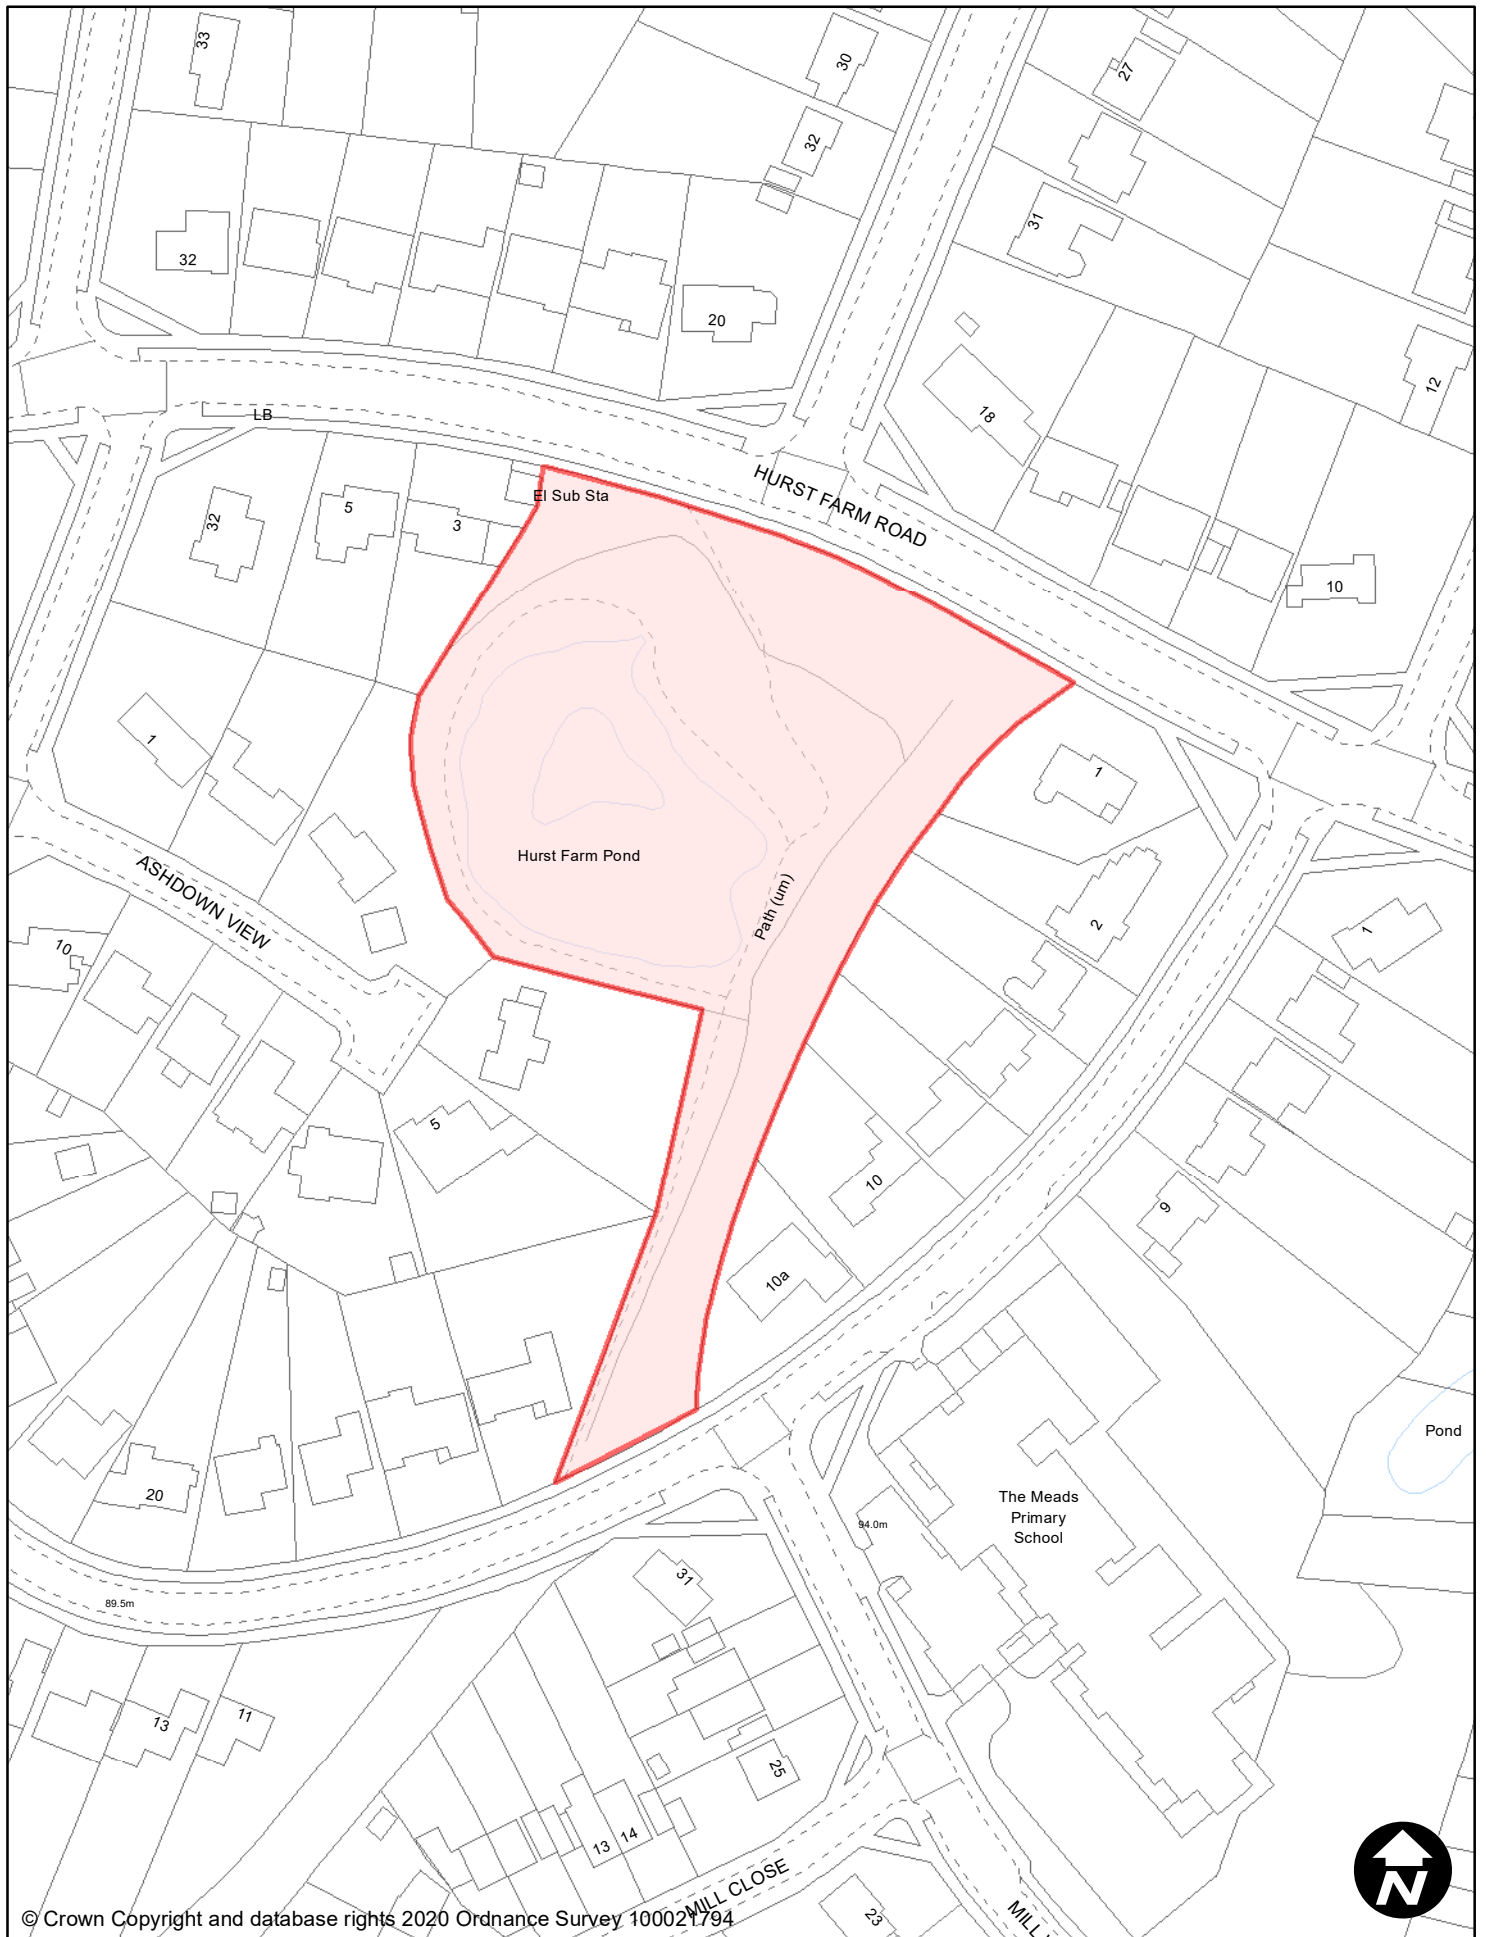 33
30
27
32
31
32
20
12
18
LB
HURST FARM ROAD
El Sub Sta
5
3
32
10
1
1
Hurst Farm Pond
ASHDOWN VIEW
Path (um)
2
1
10
5
10
9
10a
Pond
20
The Meads
Primary
School
94.0m
31
89.5m
13
11
25
13
14
MILL CLOSE
23
MILL
N
© Crown Copyright and database rights 2020 Ordnance Survey 100021794